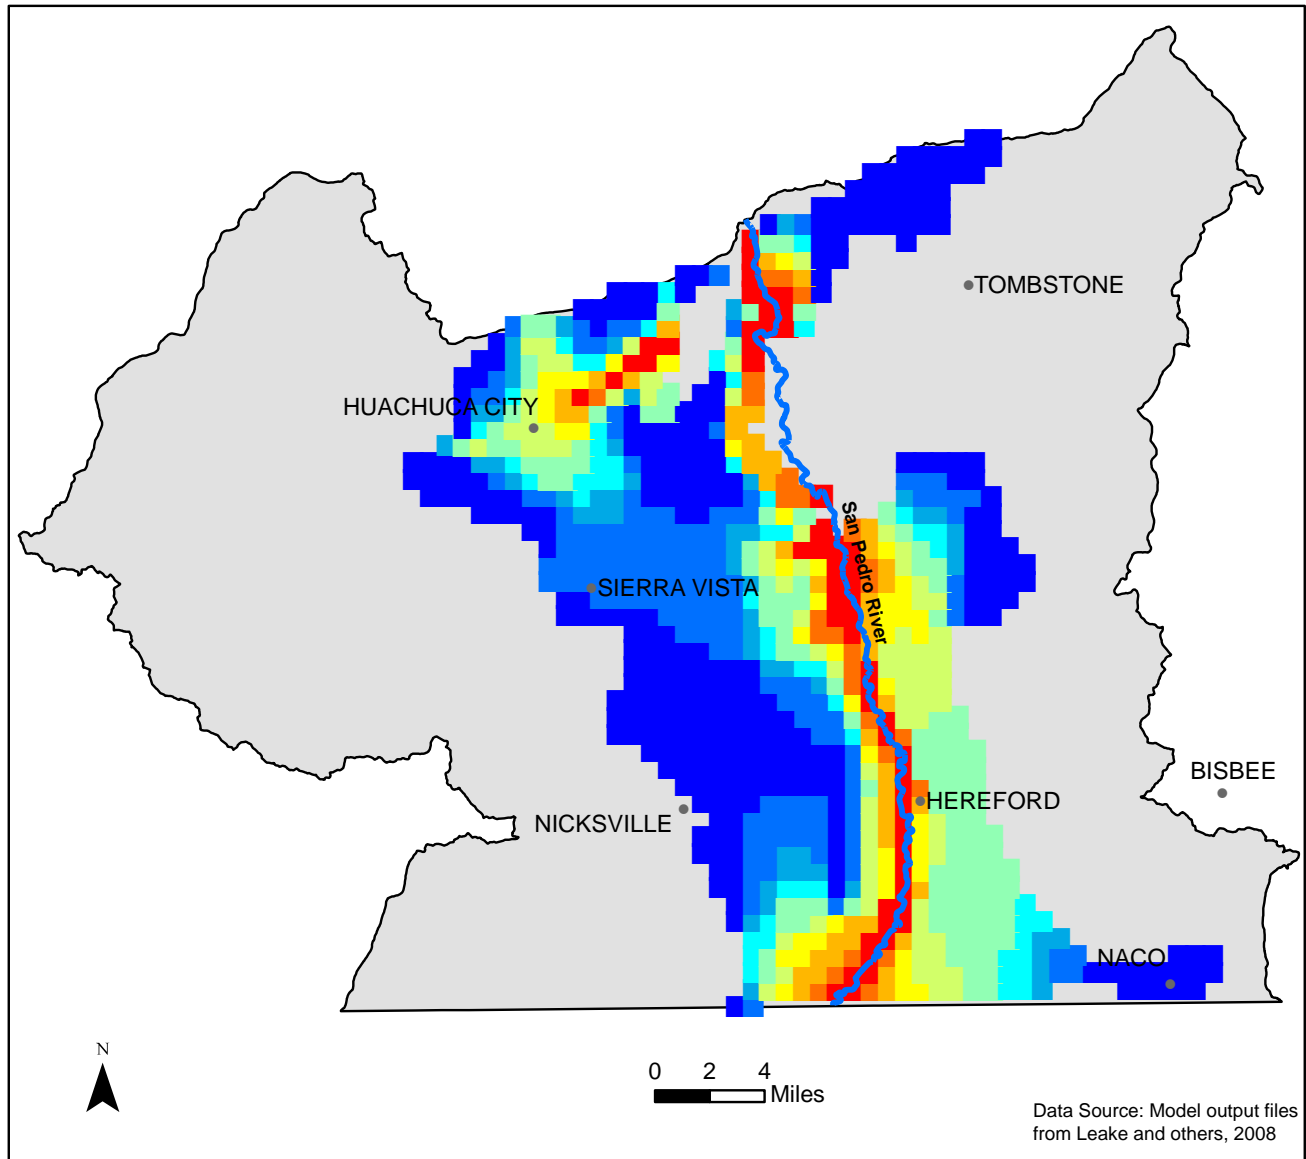 TOMBSTONE
HUACHUCA CITY
San Pedro River
SIERRA VISTA
BISBEE
HEREFORD
NICKSVILLE
NACO
N
0 2 4
Miles
Data Source: Model output files
from Leake and others, 2008